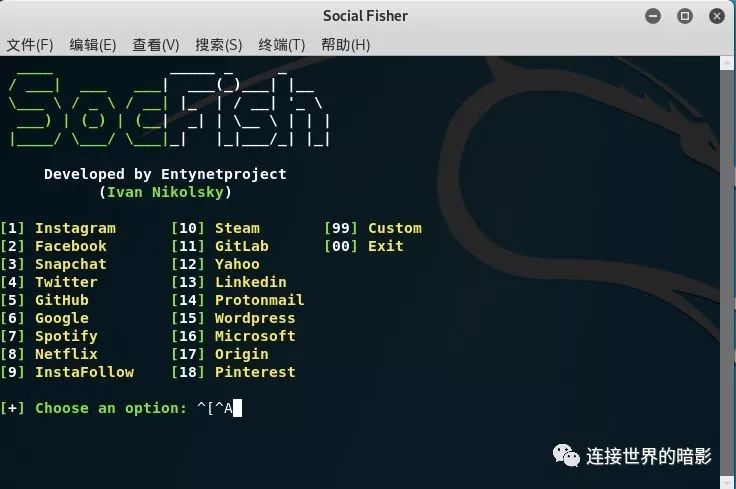 Social Fisher
文件(F) 编辑(E) 查看(V) 搜索(S) 终端(T) 帮助(H)
SocFish
Developed by Entynetproject
(Ivan Nikolsky)
[1] Instagram [10] Steam [99] Custom
[2] Facebook [11] GitLab [00] Exit
[3] Snapchat [12] Yahoo
[4] Twitter [13] Linkedin
[5] GitHub [14] Protonmail
[6] Google [15] Wordpress
[7] Spotify [16] Microsoft
[8] Netflix [17] Origin
[9] InstaFollow [18] Pinterest
[+] Choose an option: ^[^A
连接世界的暗影